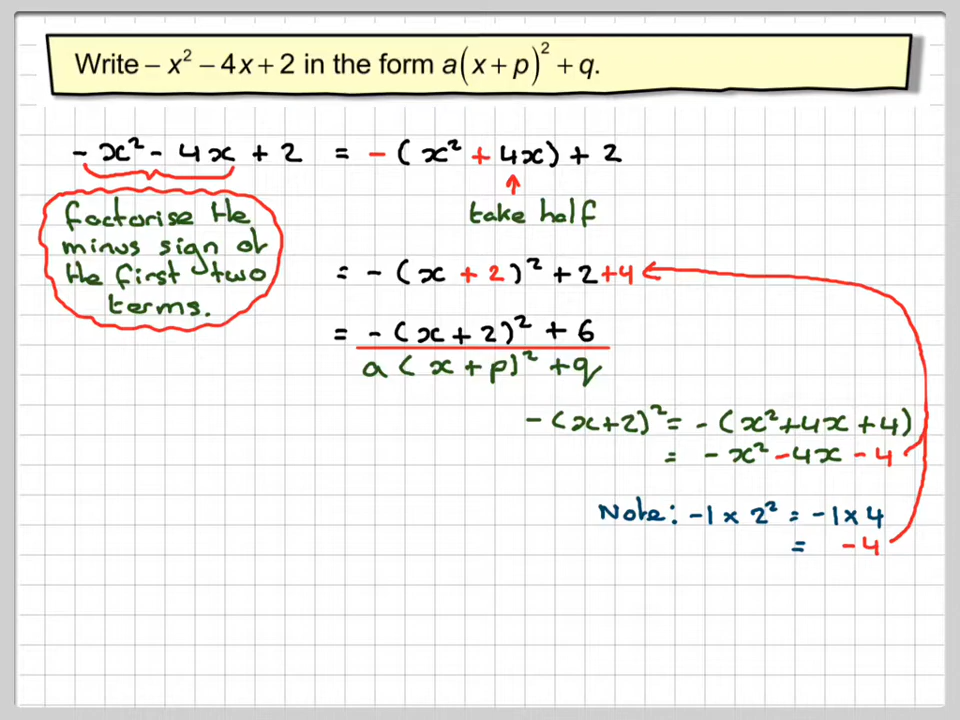 Write – x² – 4x + 2 in the form a(x + p)² + q.
- x² - 4x + 2 = - (x² + 4x) + 2
take half
factorise the
minus sign of
the first two
terms.
= - (x + 2)² + 2 + 4
= - (x + 2)² + 6
a (x + p)² + q
- (x + 2)² = - (x² + 4x + 4)
= - x² - 4x - 4
Note: -1 × 2² = -1 × 4
= - 4